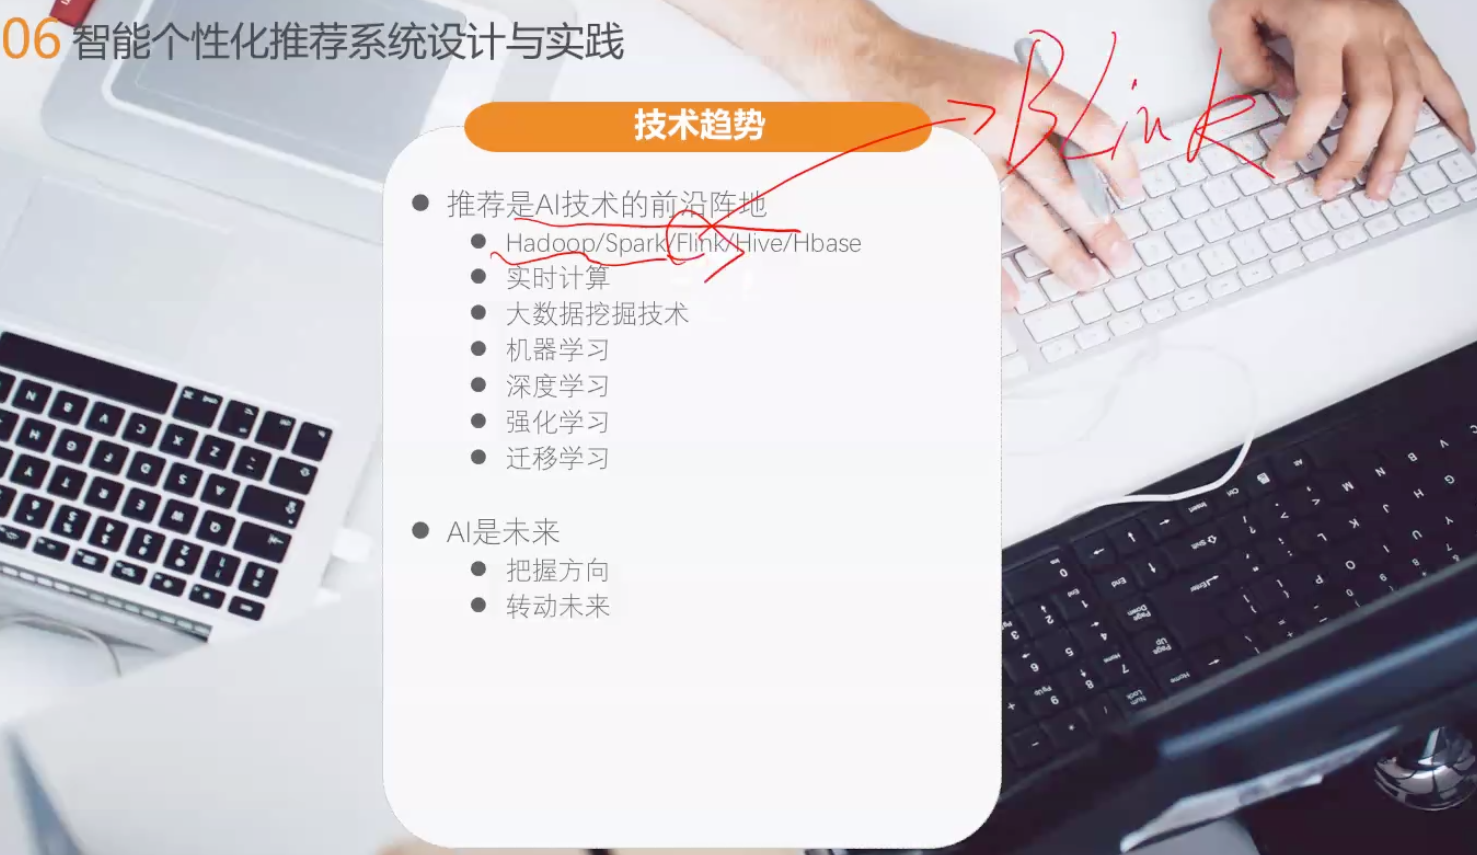 06 智能个性化推荐系统设计与实践
技术趋势
Blink
推荐是AI技术的前沿阵地
Hadoop/Spark/Flink/Hive/Hbase
实时计算
大数据挖掘技术
机器学习
深度学习
强化学习
迁移学习
AI是未来
把握方向
转动未来